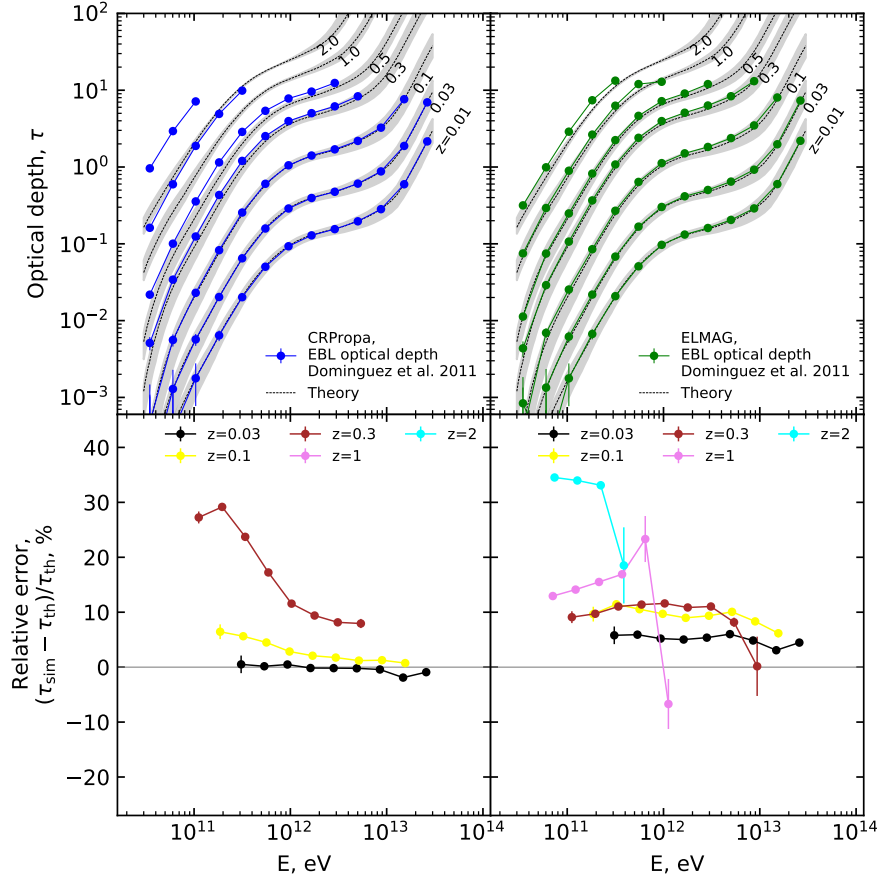 Optical depth, τ
10²
10¹
10⁰
10⁻¹
10⁻²
10⁻³
2.0
1.0
0.5
0.3
0.1
0.03
z=0.01
CRPropa,
EBL optical depth
Dominguez et al. 2011
Theory
2.0
1.0
0.5
0.3
0.1
0.03
z=0.01
ELMAG,
EBL optical depth
Dominguez et al. 2011
Theory
Relative error,
(τsim − τth)/τth, %
40
30
20
10
0
−10
−20
z=0.03
z=0.3
z=2
z=0.1
z=1
z=0.03
z=0.3
z=2
z=0.1
z=1
10¹¹
10¹²
10¹³
10¹⁴
10¹¹
10¹²
10¹³
10¹⁴
E, eV
E, eV